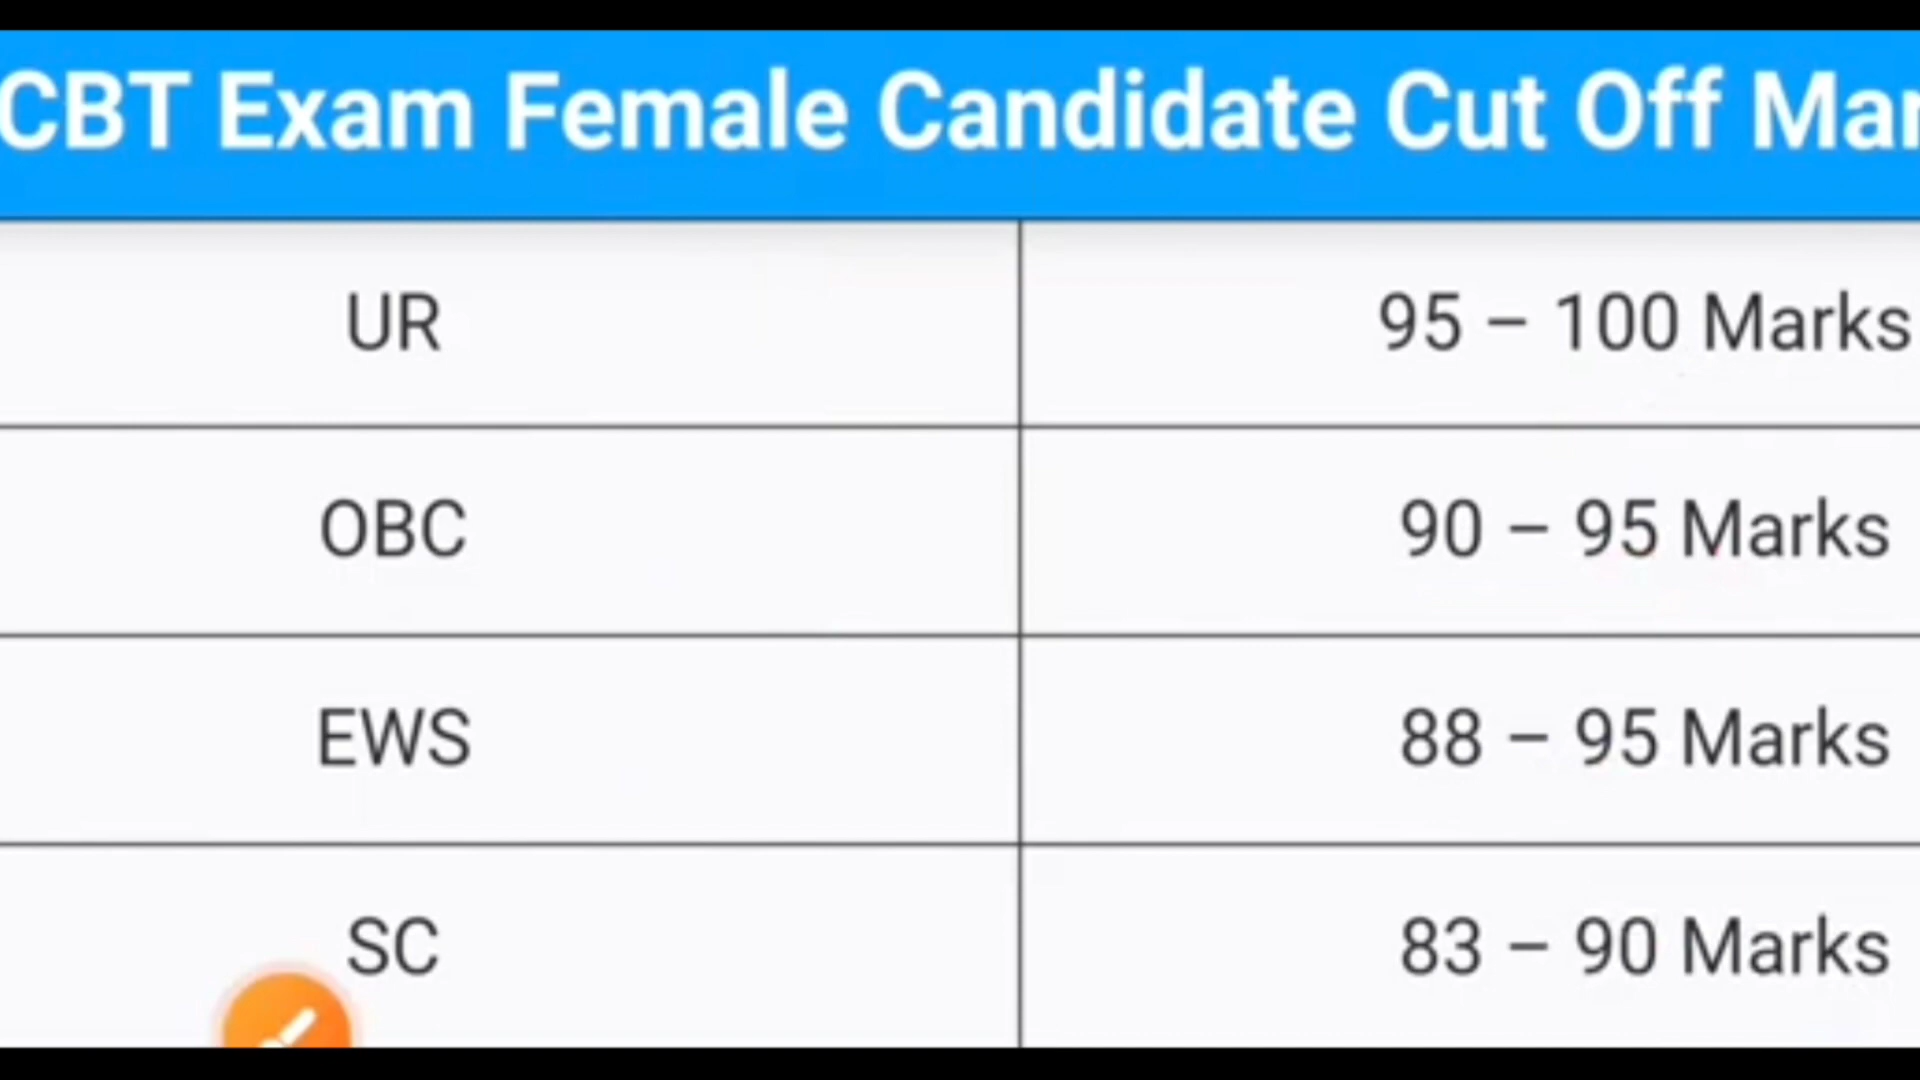 CBT Exam Female Candidate Cut Off Mar
UR 95 – 100 Marks
OBC 90 – 95 Marks
EWS 88 – 95 Marks
SC 83 – 90 Marks